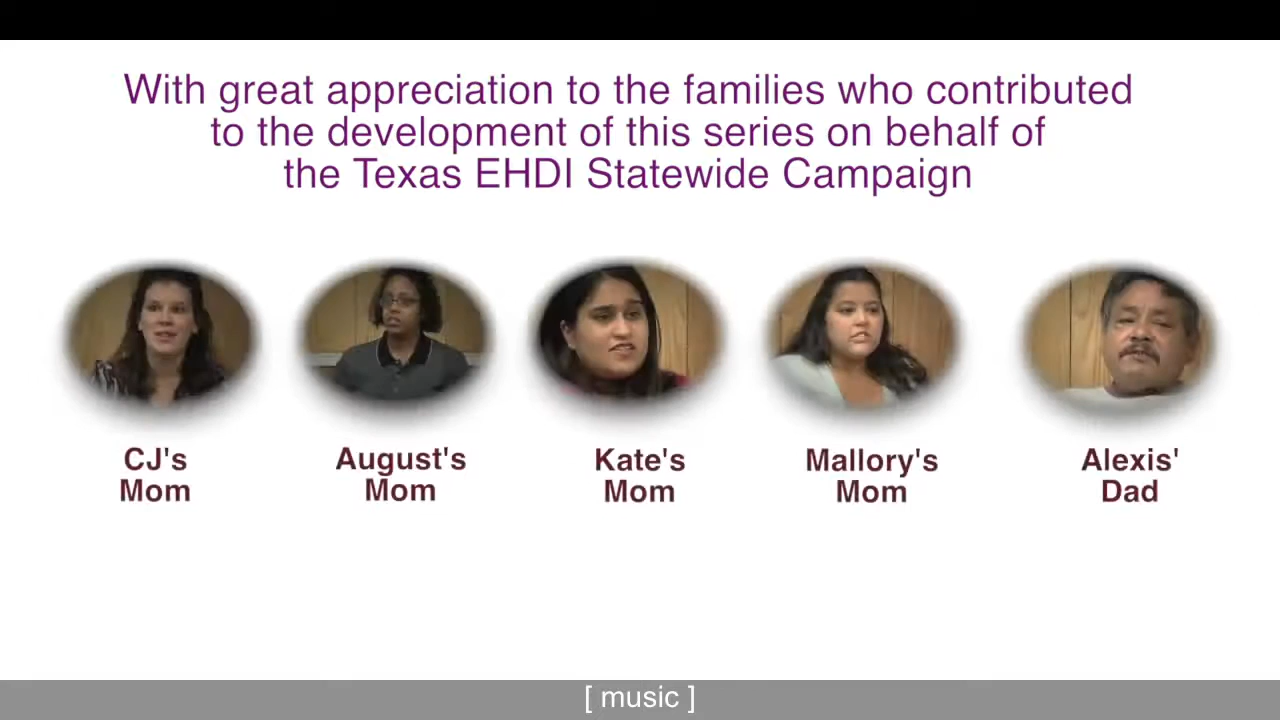 With great appreciation to the families who contributed
to the development of this series on behalf of
the Texas EHDI Statewide Campaign
CJ's
Mom
August's
Mom
Kate's
Mom
Mallory's
Mom
Alexis'
Dad
[ music ]